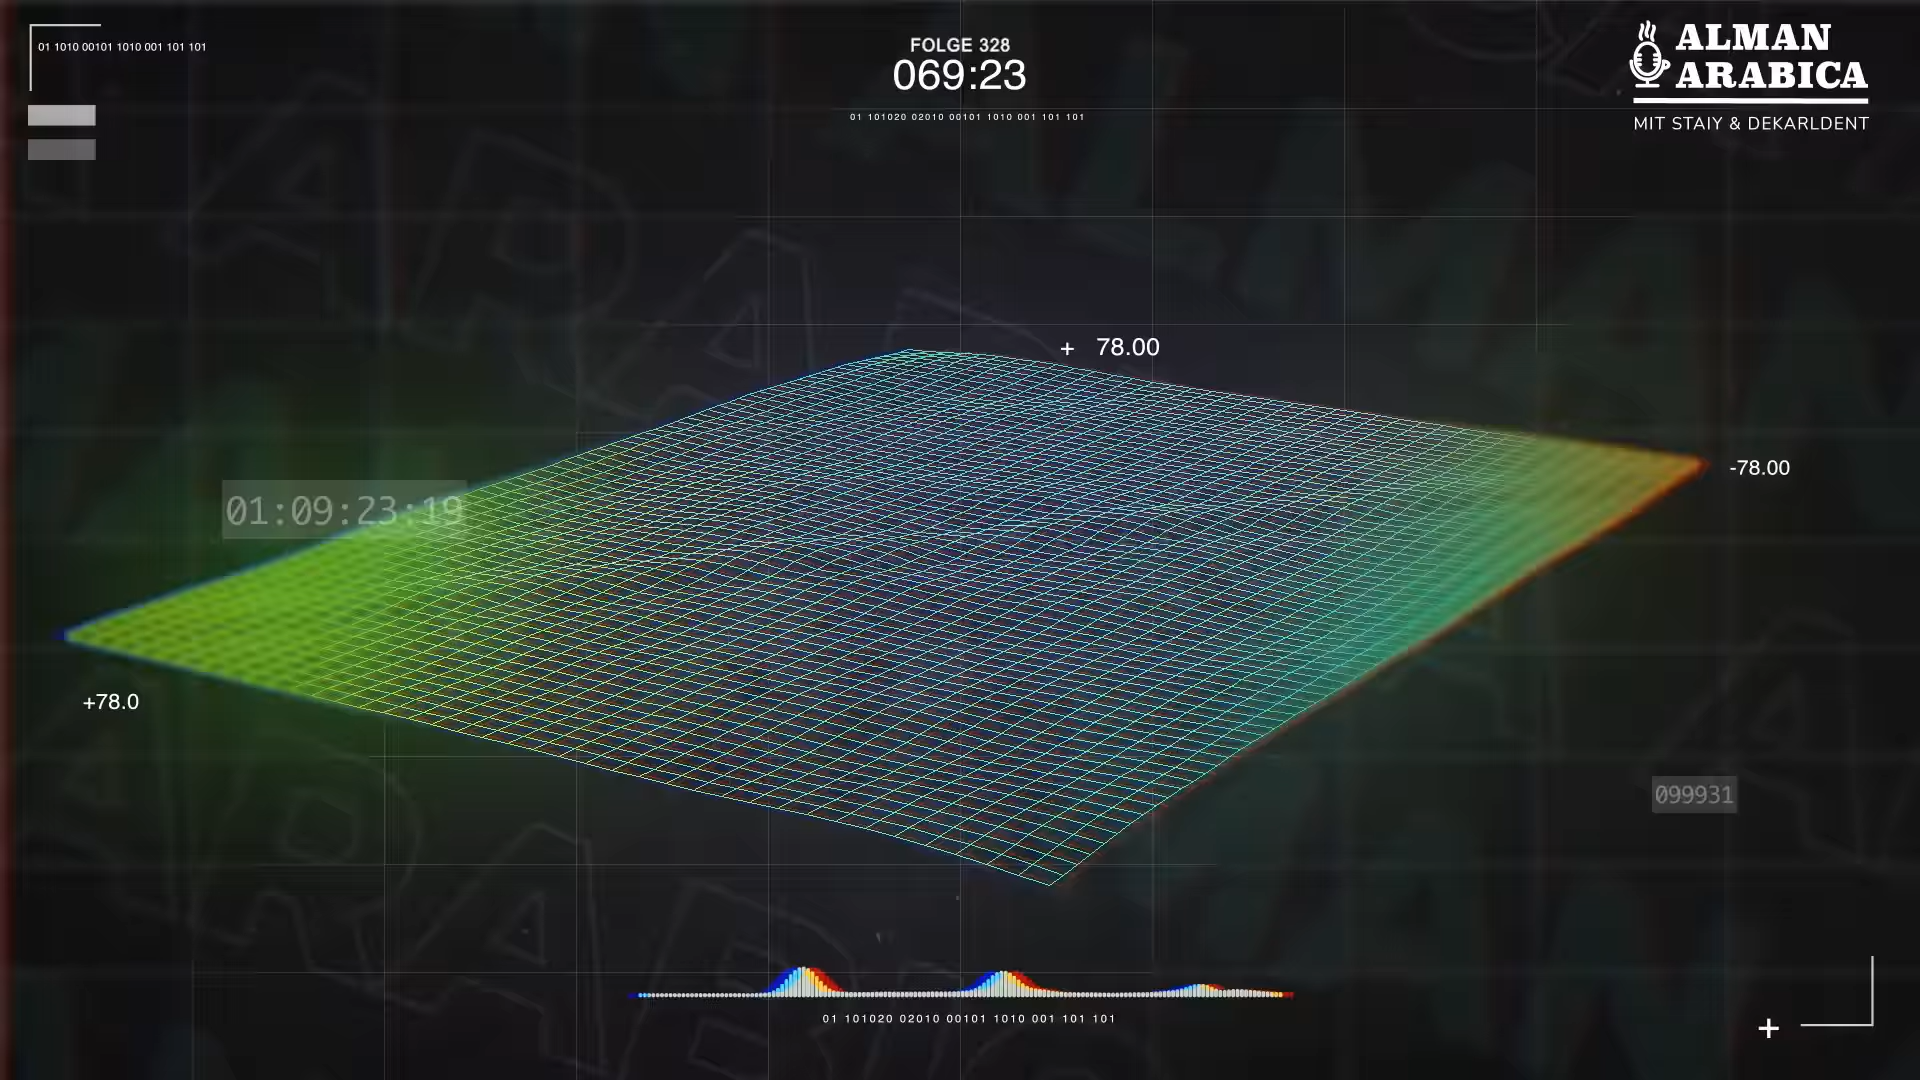 01 1010 00101 1010 001 101 101
FOLGE 328
069:23
01 101020 02010 00101 1010 001 101 101
ALMAN
ARABICA
MIT STAIY & DEKARLDENT
+ 78.00
-78.00
01:09:23:19
+78.0
099931
01 101020 02010 00101 1010 001 101 101
+